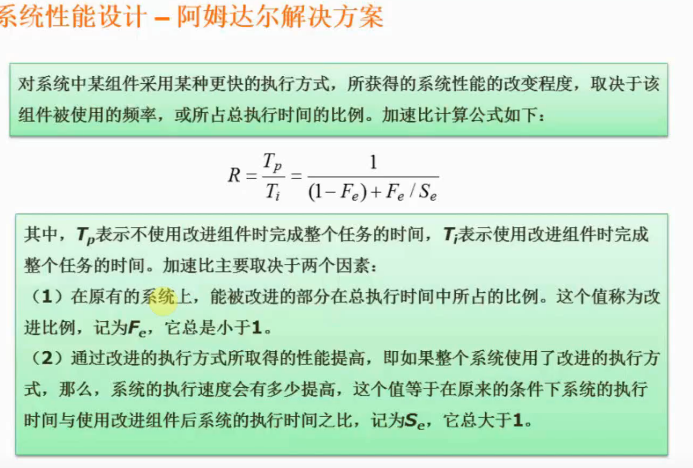 系统性能设计 – 阿姆达尔解决方案
对系统中某组件采用某种更快的执行方式，所获得的系统性能的改变程度，取决于该
组件被使用的频率，或所占总执行时间的比例。加速比计算公式如下：
R = Tp / Ti = 1 / ((1 − Fe) + Fe / Se)
其中，Tp表示不使用改进组件时完成整个任务的时间，Ti表示使用改进组件时完成
整个任务的时间。加速比主要取决于两个因素：
（1）在原有的系统上，能被改进的部分在总执行时间中所占的比例。这个值称为改
进比例，记为Fe，它总是小于1。
（2）通过改进的执行方式所取得的性能提高，即如果整个系统使用了改进的执行方
式，那么，系统的执行速度会有多少提高，这个值等于在原来的条件下系统的执行
时间与使用改进组件后系统的执行时间之比，记为Se，它总大于1。